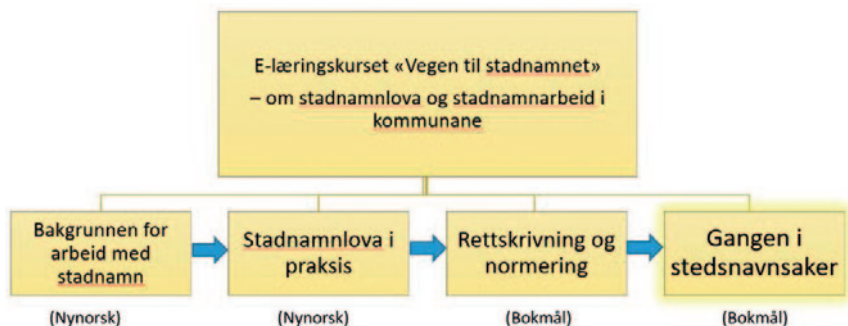 E-læringskurset «Vegen til stadnamnet»
– om stadnamnlova og stadnamnarbeid i
kommunane
Bakgrunnen for
arbeid med
stadnamn
(Nynorsk)
Stadnamnlova i
praksis
(Nynorsk)
Rettskrivning og
normering
(Bokmål)
Gangen i
stedsnavnsaker
(Bokmål)